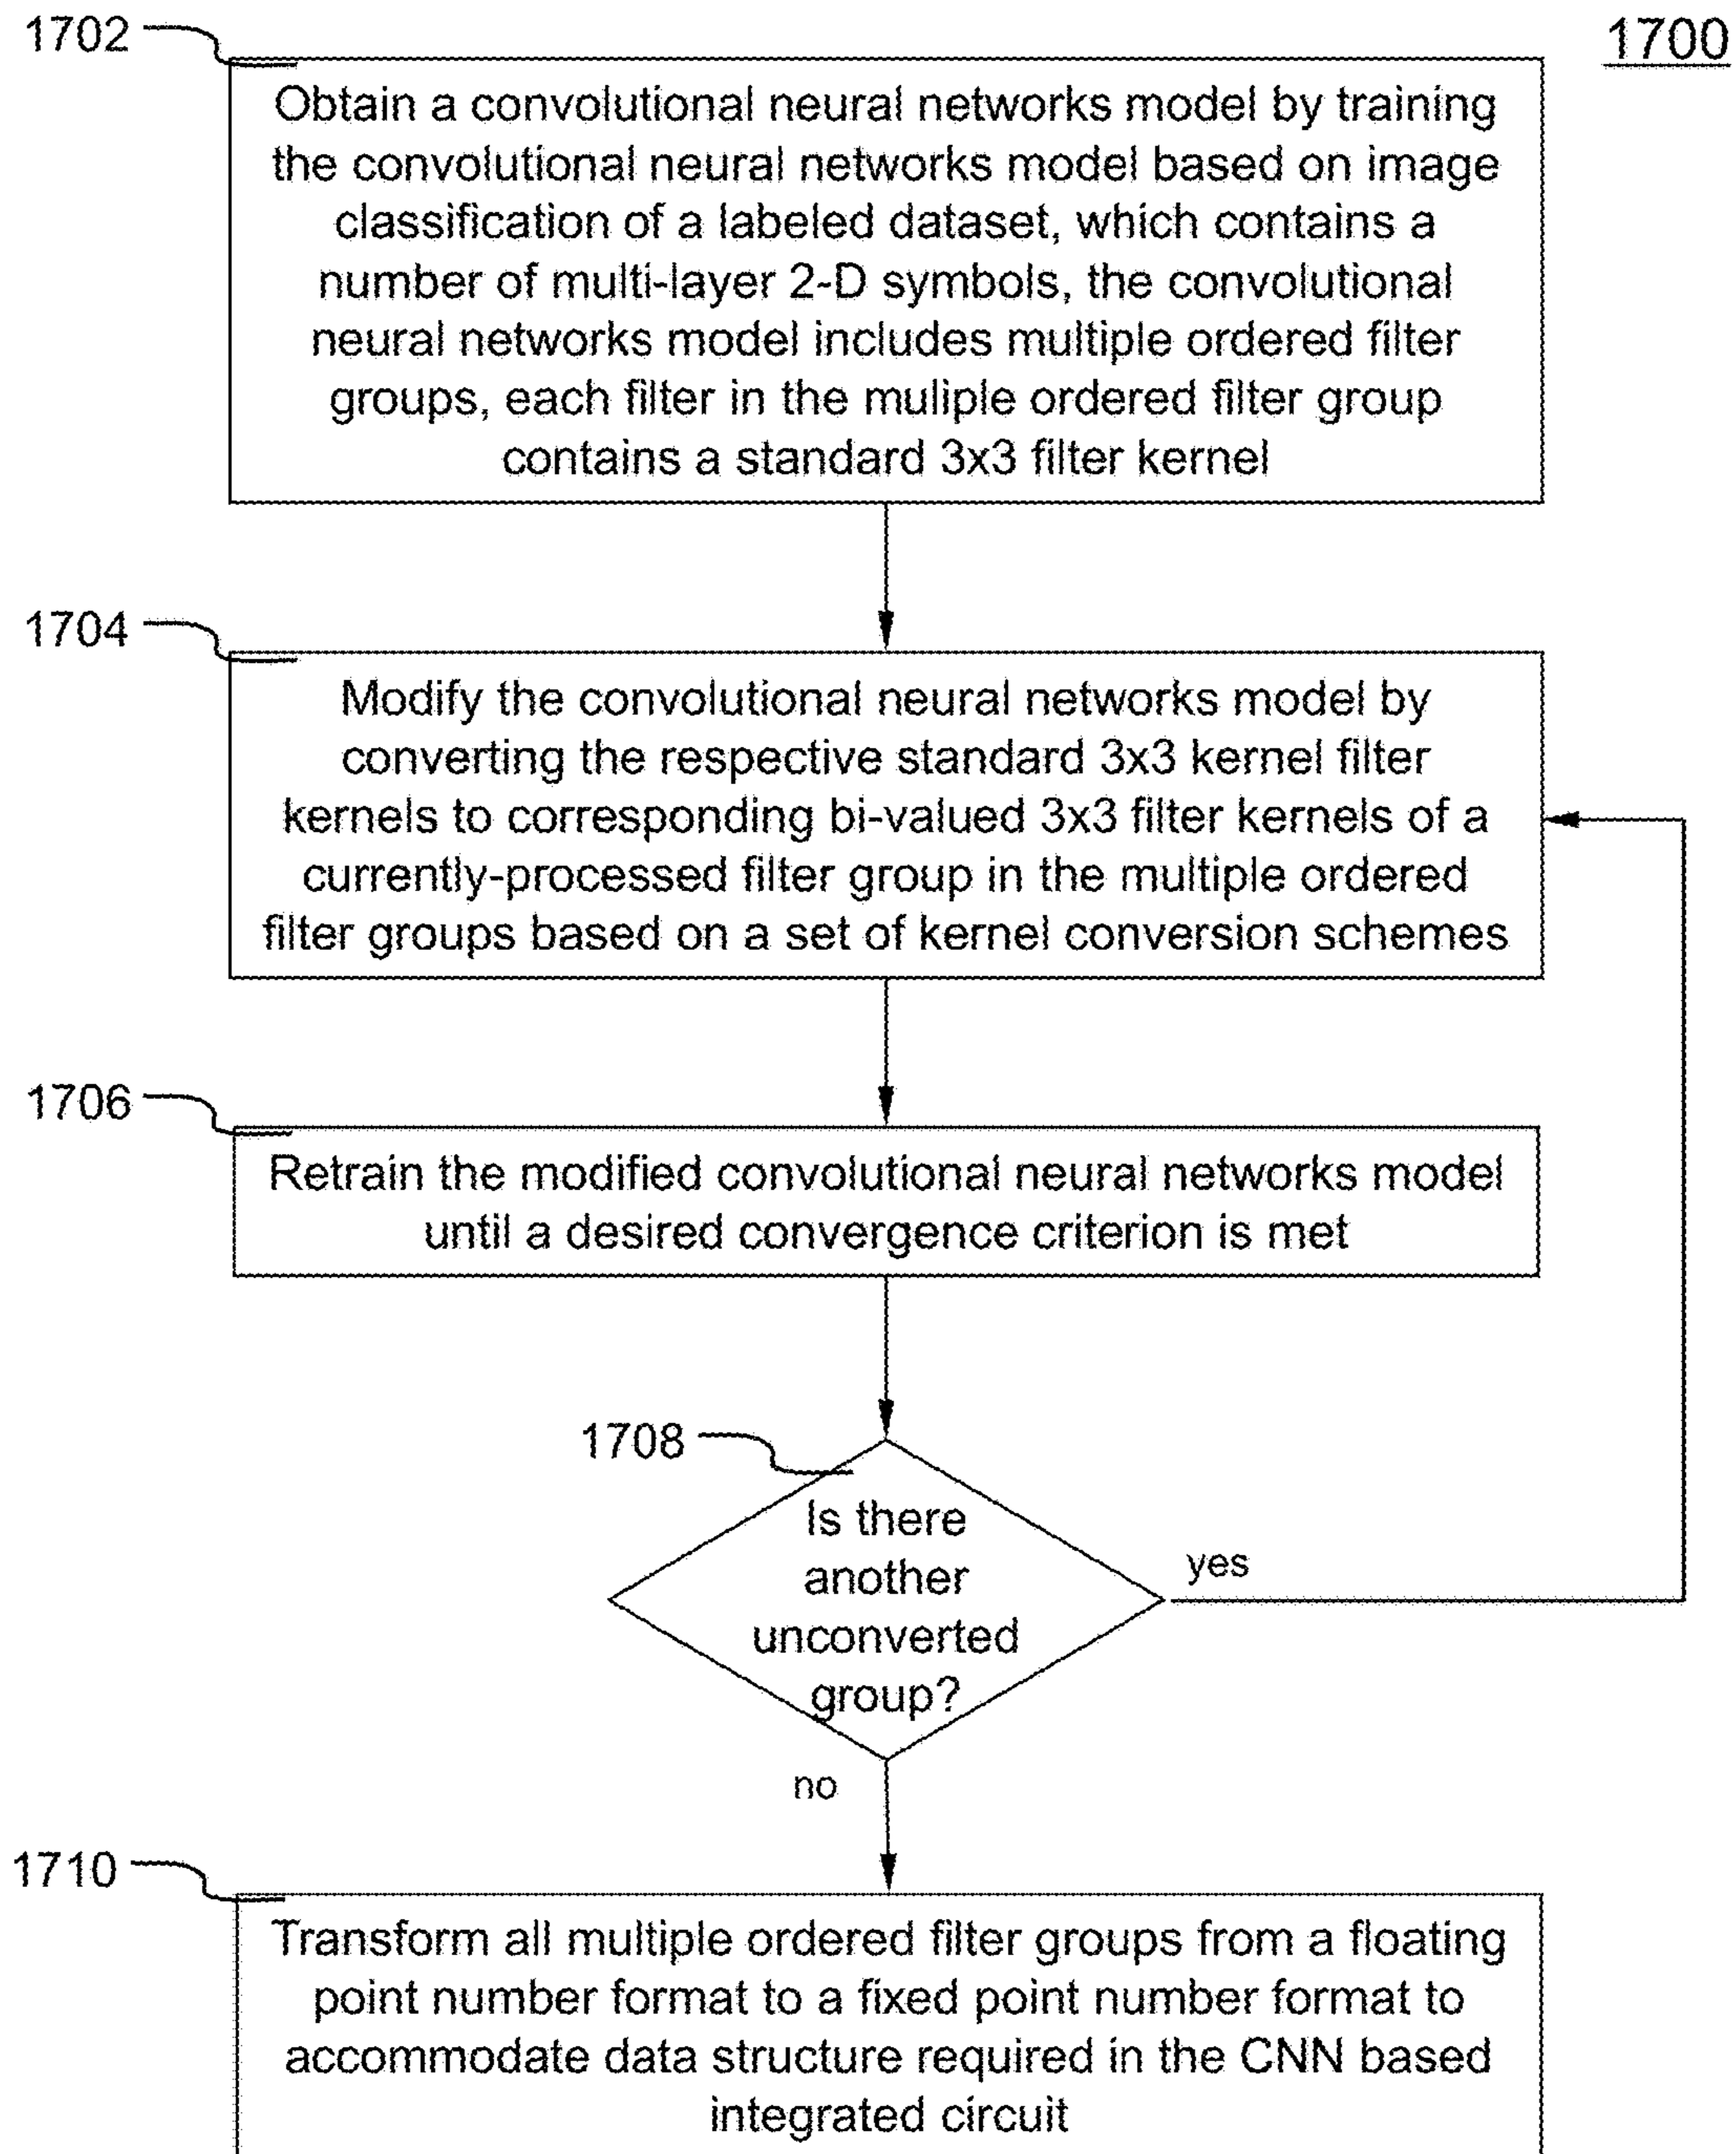 1702
1700
Obtain a convolutional neural networks model by training
the convolutional neural networks model based on image
classification of a labeled dataset, which contains a
number of multi-layer 2-D symbols, the convolutional
neural networks model includes multiple ordered filter
groups, each filter in the muliple ordered filter group
contains a standard 3x3 filter kernel
1704
Modify the convolutional neural networks model by
converting the respective standard 3x3 kernel filter
kernels to corresponding bi-valued 3x3 filter kernels of a
currently-processed filter group in the multiple ordered
filter groups based on a set of kernel conversion schemes
1706
Retrain the modified convolutional neural networks model
until a desired convergence criterion is met
1708
Is there
another
unconverted
group?
yes
no
1710
Transform all multiple ordered filter groups from a floating
point number format to a fixed point number format to
accommodate data structure required in the CNN based
integrated circuit